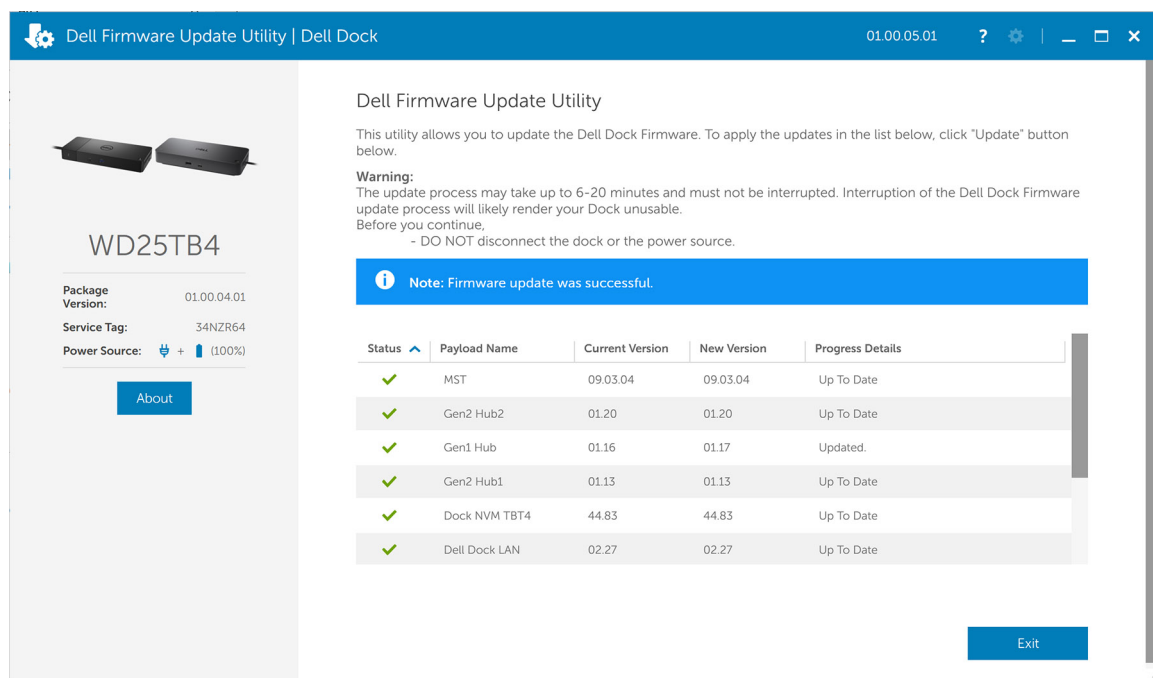 Dell Firmware Update Utility | Dell Dock
01.00.05.01
?
WD25TB4
Package Version:
01.00.04.01
Service Tag:
34NZR64
Power Source:
+
(100%)
About
Dell Firmware Update Utility
This utility allows you to update the Dell Dock Firmware. To apply the updates in the list below, click "Update" button
below.
Warning:
The update process may take up to 6-20 minutes and must not be interrupted. Interruption of the Dell Dock Firmware
update process will likely render your Dock unusable.
Before you continue,
- DO NOT disconnect the dock or the power source.
Note: Firmware update was successful.
Status Payload Name Current Version New Version Progress Details
MST 09.03.04 09.03.04 Up To Date
Gen2 Hub2 01.20 01.20 Up To Date
Gen1 Hub 01.16 01.17 Updated.
Gen2 Hub1 01.13 01.13 Up To Date
Dock NVM TBT4 44.83 44.83 Up To Date
Dell Dock LAN 02.27 02.27 Up To Date
Exit